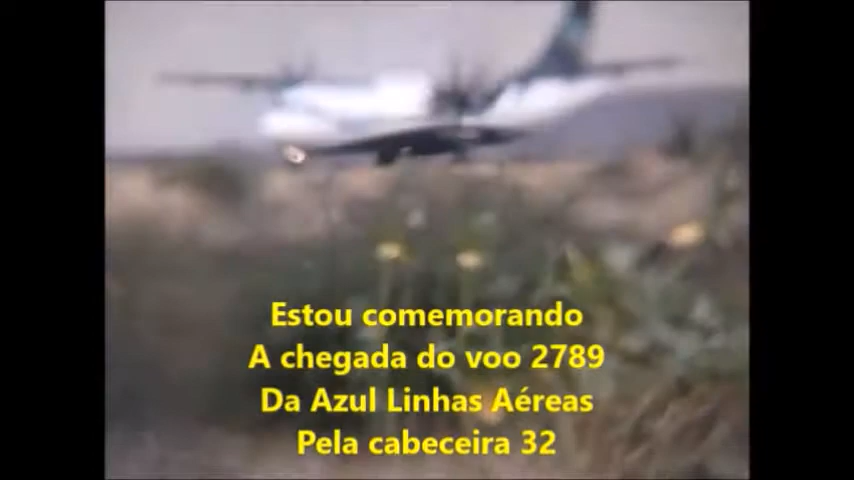 Estou comemorando
A chegada do voo 2789
Da Azul Linhas Aéreas
Pela cabeceira 32